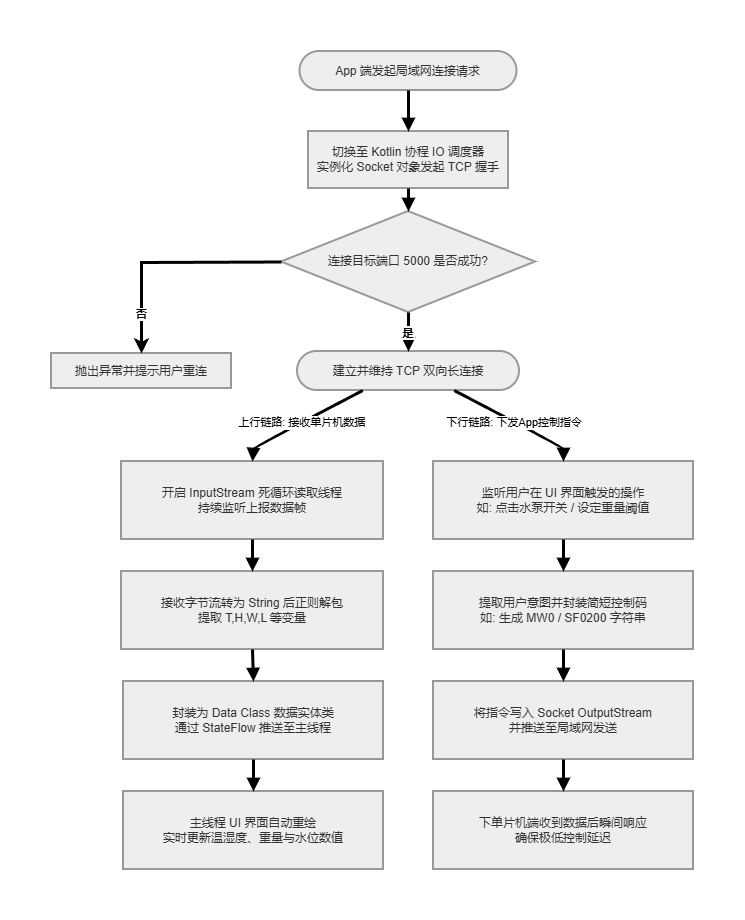 App 端发起局域网连接请求
切换至 Kotlin 协程 IO 调度器
实例化 Socket 对象发起 TCP 握手
连接目标端口 5000 是否成功?
否
是
抛出异常并提示用户重连
建立并维持 TCP 双向长连接
上行链路: 接收单片机数据
下行链路: 下发App控制指令
开启 InputStream 死循环读取线程
持续监听上报数据帧
监听用户在 UI 界面触发的操作
如: 点击水泵开关 / 设定重量阈值
接收字节流转为 String 后正则解包
提取 T,H,W,L 等变量
提取用户意图并封装简短控制码
如: 生成 MW0 / SF0200 字符串
封装为 Data Class 数据实体类
通过 StateFlow 推送至主线程
将指令写入 Socket OutputStream
并推送至局域网发送
主线程 UI 界面自动重绘
实时更新温湿度、重量与水位数值
下单片机端收到数据后瞬间响应
确保极低控制延迟